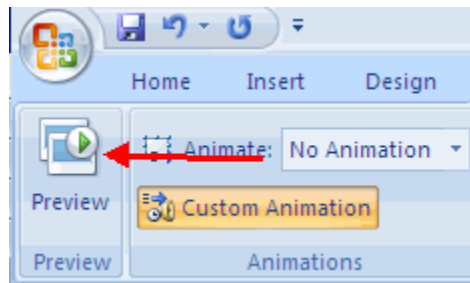 Home Insert Design
Animate: No Animation
Preview Custom Animation
Preview Animations